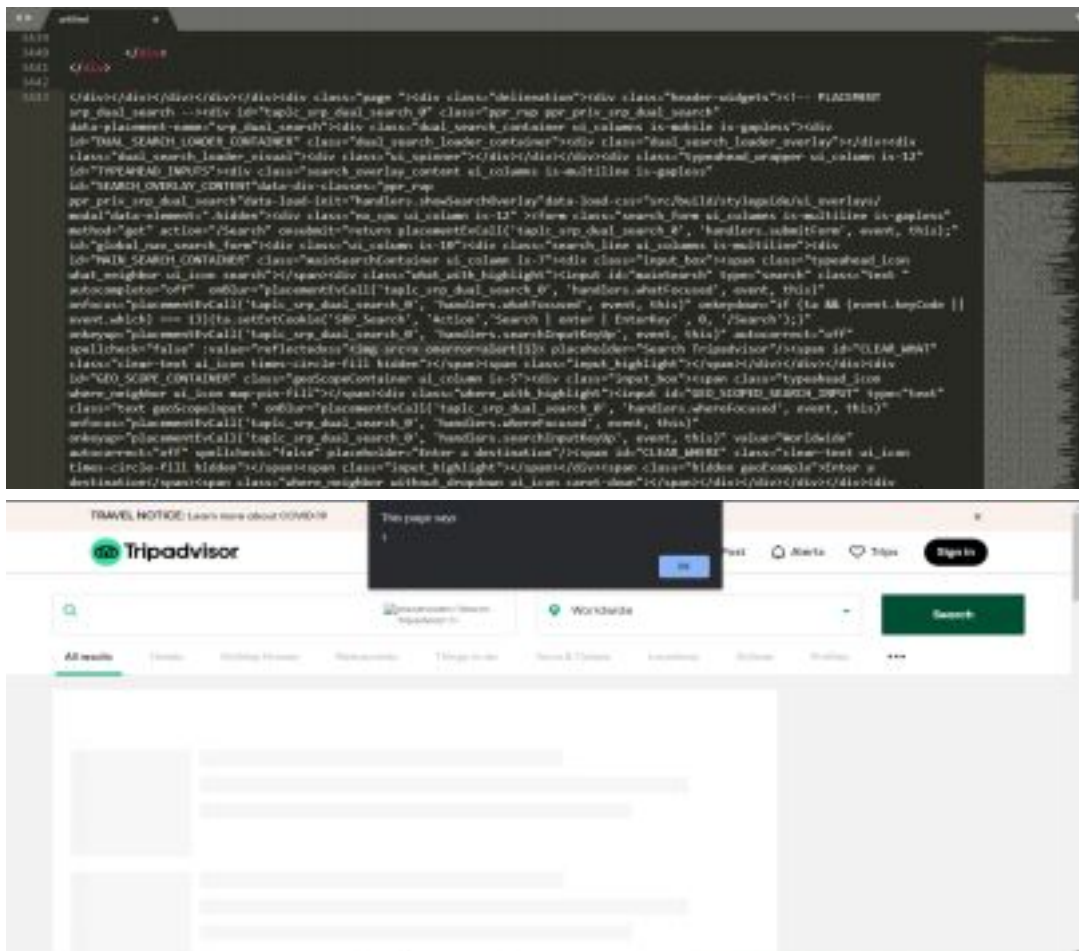 untitled
3440 </div>
3441 </div>
3442
3443 </div></div></div></div></div><div class="page "><div class="delineation"><div class="header-widgets"><!-- PLACEMENT
srp_dual_search --><div id="taplc_srp_dual_search_0" class="ppr_rup ppr_priv_srp_dual_search"
data-placement-name="srp_dual_search"><div class="dual_search_container ui_columns is-mobile is-gapless"><div
id="DUAL_SEARCH_LOADER_CONTAINER" class="dual_search_loader_container"><div class="dual_search_loader_overlay"></div><div
class="dual_search_loader_visual"><div class="ui_spinner"></div></div></div><div class="typeahead_wrapper ui_column is-12"
id="TYPEAHEAD_INPUTS"><div class="search_overlay_content ui_columns is-multiline is-gapless"
id="SEARCH_OVERLAY_CONTENT"data-div-classes="ppr_rup
ppr_priv_srp_dual_search"data-load-init="handlers.showSearchOverlay"data-load-css="src/build/styleguide/ui_overlays/
modal"data-element=".hidden"><div class="no_cpu ui_column is-12" ><form class="search_form ui_columns is-multiline is-gapless"
method="get" action="/Search" onsubmit="return placementEvCall('taplc_srp_dual_search_0', 'handlers.submitForm', event, this);"
id="global_nav_search_form"><div class="ui_column is-10"><div class="search_line ui_columns is-multiline"><div
id="MAIN_SEARCH_CONTAINER" class="mainSearchContainer ui_column is-7"><div class="input_box"><span class="typeahead_icon
what_neighbor ui_icon search"></span><div class="what_with_highlight"><input id="mainSearch" type="search" class="text "
autocomplete="off" onBlur="placementEvCall('taplc_srp_dual_search_0', 'handlers.whatFocused', event, this)"
onfocus="placementEvCall('taplc_srp_dual_search_0', 'handlers.whatFocused', event, this)" onkeydown="if (ta && (event.keyCode ||
event.which) === 13){ta.setEvtCookie('SRP_Search', 'Action','Search | enter | EnterKey', 0, '/Search');}"
onkeyup="placementEvCall('taplc_srp_dual_search_0', 'handlers.searchInputKeyUp', event, this)" autocorrect="off"
spellcheck="false" value="reflectedxss"<img src=x onerror=alert(1)> placeholder="Search Tripadvisor"/><span id="CLEAR_WHAT"
class="clear-text ui_icon times-circle-fill hidden"></span><span class="input_highlight"></span></div></div></div><div
id="GEO_SCOPE_CONTAINER" class="geoScopeContainer ui_column is-5"><div class="input_box"><span class="typeahead_icon
where_neighbor ui_icon map-pin-fill"></span><div class="where_with_highlight"><input id="GEO_SCOPED_SEARCH_INPUT" type="text"
class="text geoScopeInput " onBlur="placementEvCall('taplc_srp_dual_search_0', 'handlers.whereFocused', event, this)"
onfocus="placementEvCall('taplc_srp_dual_search_0', 'handlers.whereFocused', event, this)"
onkeyup="placementEvCall('taplc_srp_dual_search_0', 'handlers.searchInputKeyUp', event, this)" value="Worldwide"
autocorrect="off" spellcheck="false" placeholder="Enter a destination"/><span id="CLEAR_WHERE" class="clear-text ui_icon
times-circle-fill hidden"></span><span class="input_highlight"></span></div><span class="hidden geoExample">Enter a
destination</span><span class="where_neighbor without_dropdown ui_icon caret-down"></span></div></div></div></div><div
TRAVEL NOTICE: Learn more about COVID-19
This page says
1
OK
Tripadvisor
Post Alerts Trips Sign in
Worldwide
Search
All results Hotels Restaurants Things to do Locations Profiles